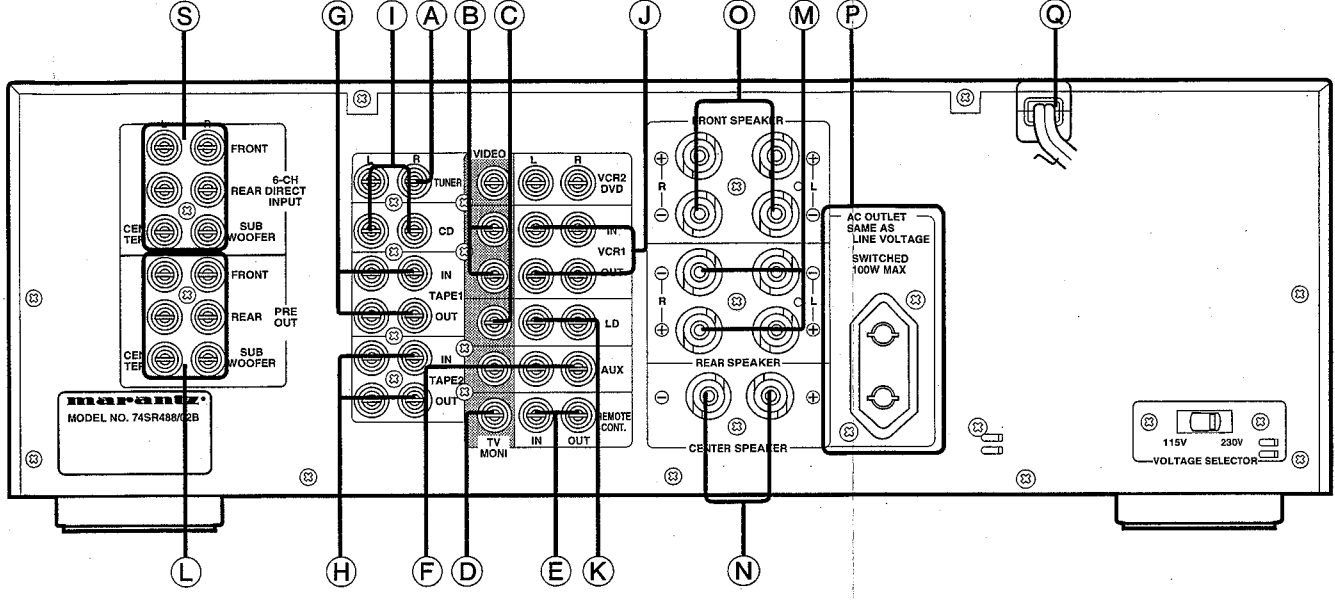 S G I A B C J O M P Q
L R
FRONT
REAR
6-CH
DIRECT
INPUT
CEN
TER
SUB
WOOFER
FRONT
REAR
PRE
OUT
CEN
TER
SUB
WOOFER
marantz
MODEL NO. 74SR488/02B
L R
TUNER
CD
IN
TAPE1
OUT
IN
TAPE2
OUT
VIDEO
TV
MONI
L R
VCR2
DVD
IN
VCR1
OUT
LD
AUX
REMOTE
CONT.
IN OUT
FRONT SPEAKER
+ +
R L
− −
− −
R L
+ +
REAR SPEAKER
− +
CENTER SPEAKER
AC OUTLET
SAME AS
LINE VOLTAGE
SWITCHED
100W MAX
115V 230V
VOLTAGE SELECTOR
L H F D E K N